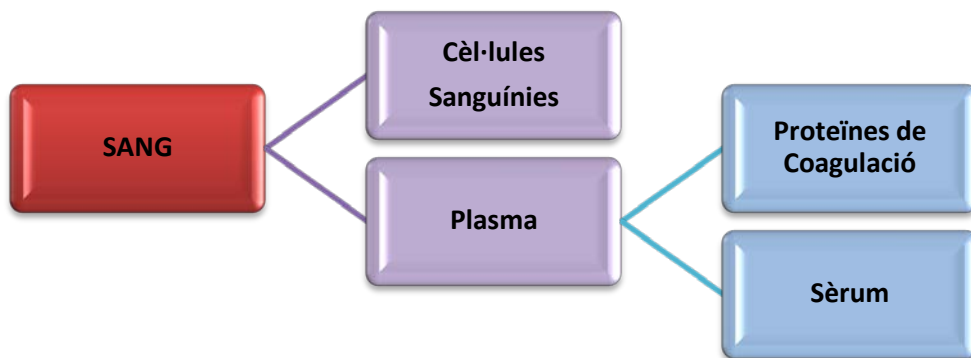 SANG
Cèl·lules
Sanguínies
Plasma
Proteïnes de
Coagulació
Sèrum